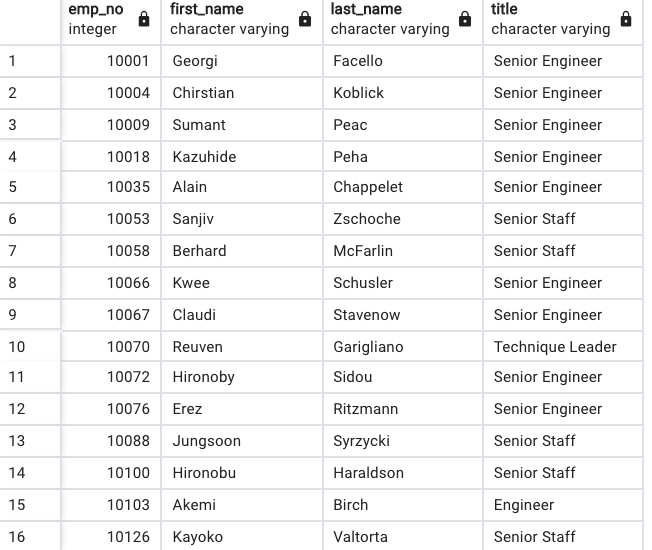 emp_no first_name last_name title
integer character varying character varying character varying
1 10001 Georgi Facello Senior Engineer
2 10004 Chirstian Koblick Senior Engineer
3 10009 Sumant Peac Senior Engineer
4 10018 Kazuhide Peha Senior Engineer
5 10035 Alain Chappelet Senior Engineer
6 10053 Sanjiv Zschoche Senior Staff
7 10058 Berhard McFarlin Senior Staff
8 10066 Kwee Schusler Senior Engineer
9 10067 Claudi Stavenow Senior Engineer
10 10070 Reuven Garigliano Technique Leader
11 10072 Hironoby Sidou Senior Engineer
12 10076 Erez Ritzmann Senior Engineer
13 10088 Jungsoon Syrzycki Senior Staff
14 10100 Hironobu Haraldson Senior Staff
15 10103 Akemi Birch Engineer
16 10126 Kayoko Valtorta Senior Staff